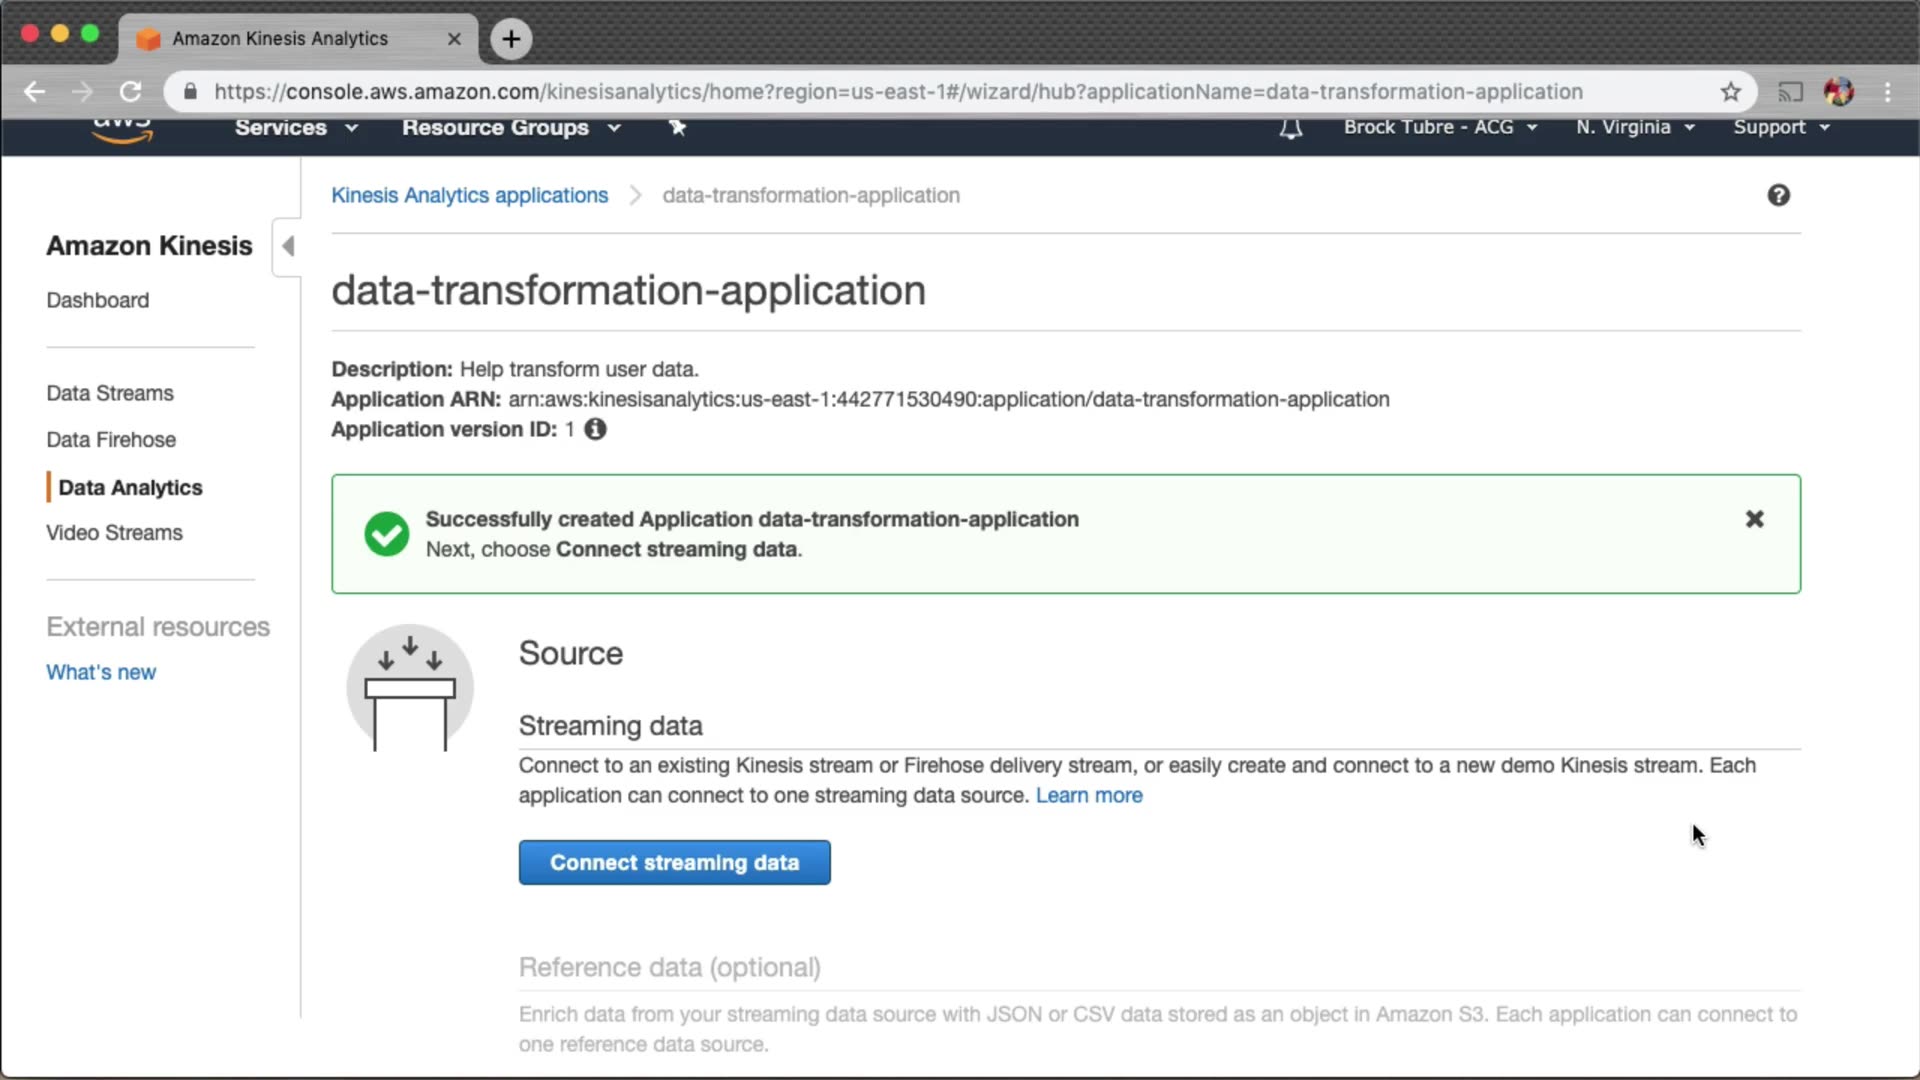 Amazon Kinesis Analytics
https://console.aws.amazon.com/kinesisanalytics/home?region=us-east-1#/wizard/hub?applicationName=data-transformation-application
aws Services Resource Groups Brock Tubre - ACG N. Virginia Support
Kinesis Analytics applications data-transformation-application
Amazon Kinesis
Dashboard
Data Streams
Data Firehose
Data Analytics
Video Streams
External resources
What's new
data-transformation-application
Description: Help transform user data.
Application ARN: arn:aws:kinesisanalytics:us-east-1:442771530490:application/data-transformation-application
Application version ID: 1
Successfully created Application data-transformation-application
Next, choose Connect streaming data.
Source
Streaming data
Connect to an existing Kinesis stream or Firehose delivery stream, or easily create and connect to a new demo Kinesis stream. Each
application can connect to one streaming data source. Learn more
Connect streaming data
Reference data (optional)
Enrich data from your streaming data source with JSON or CSV data stored as an object in Amazon S3. Each application can connect to
one reference data source.